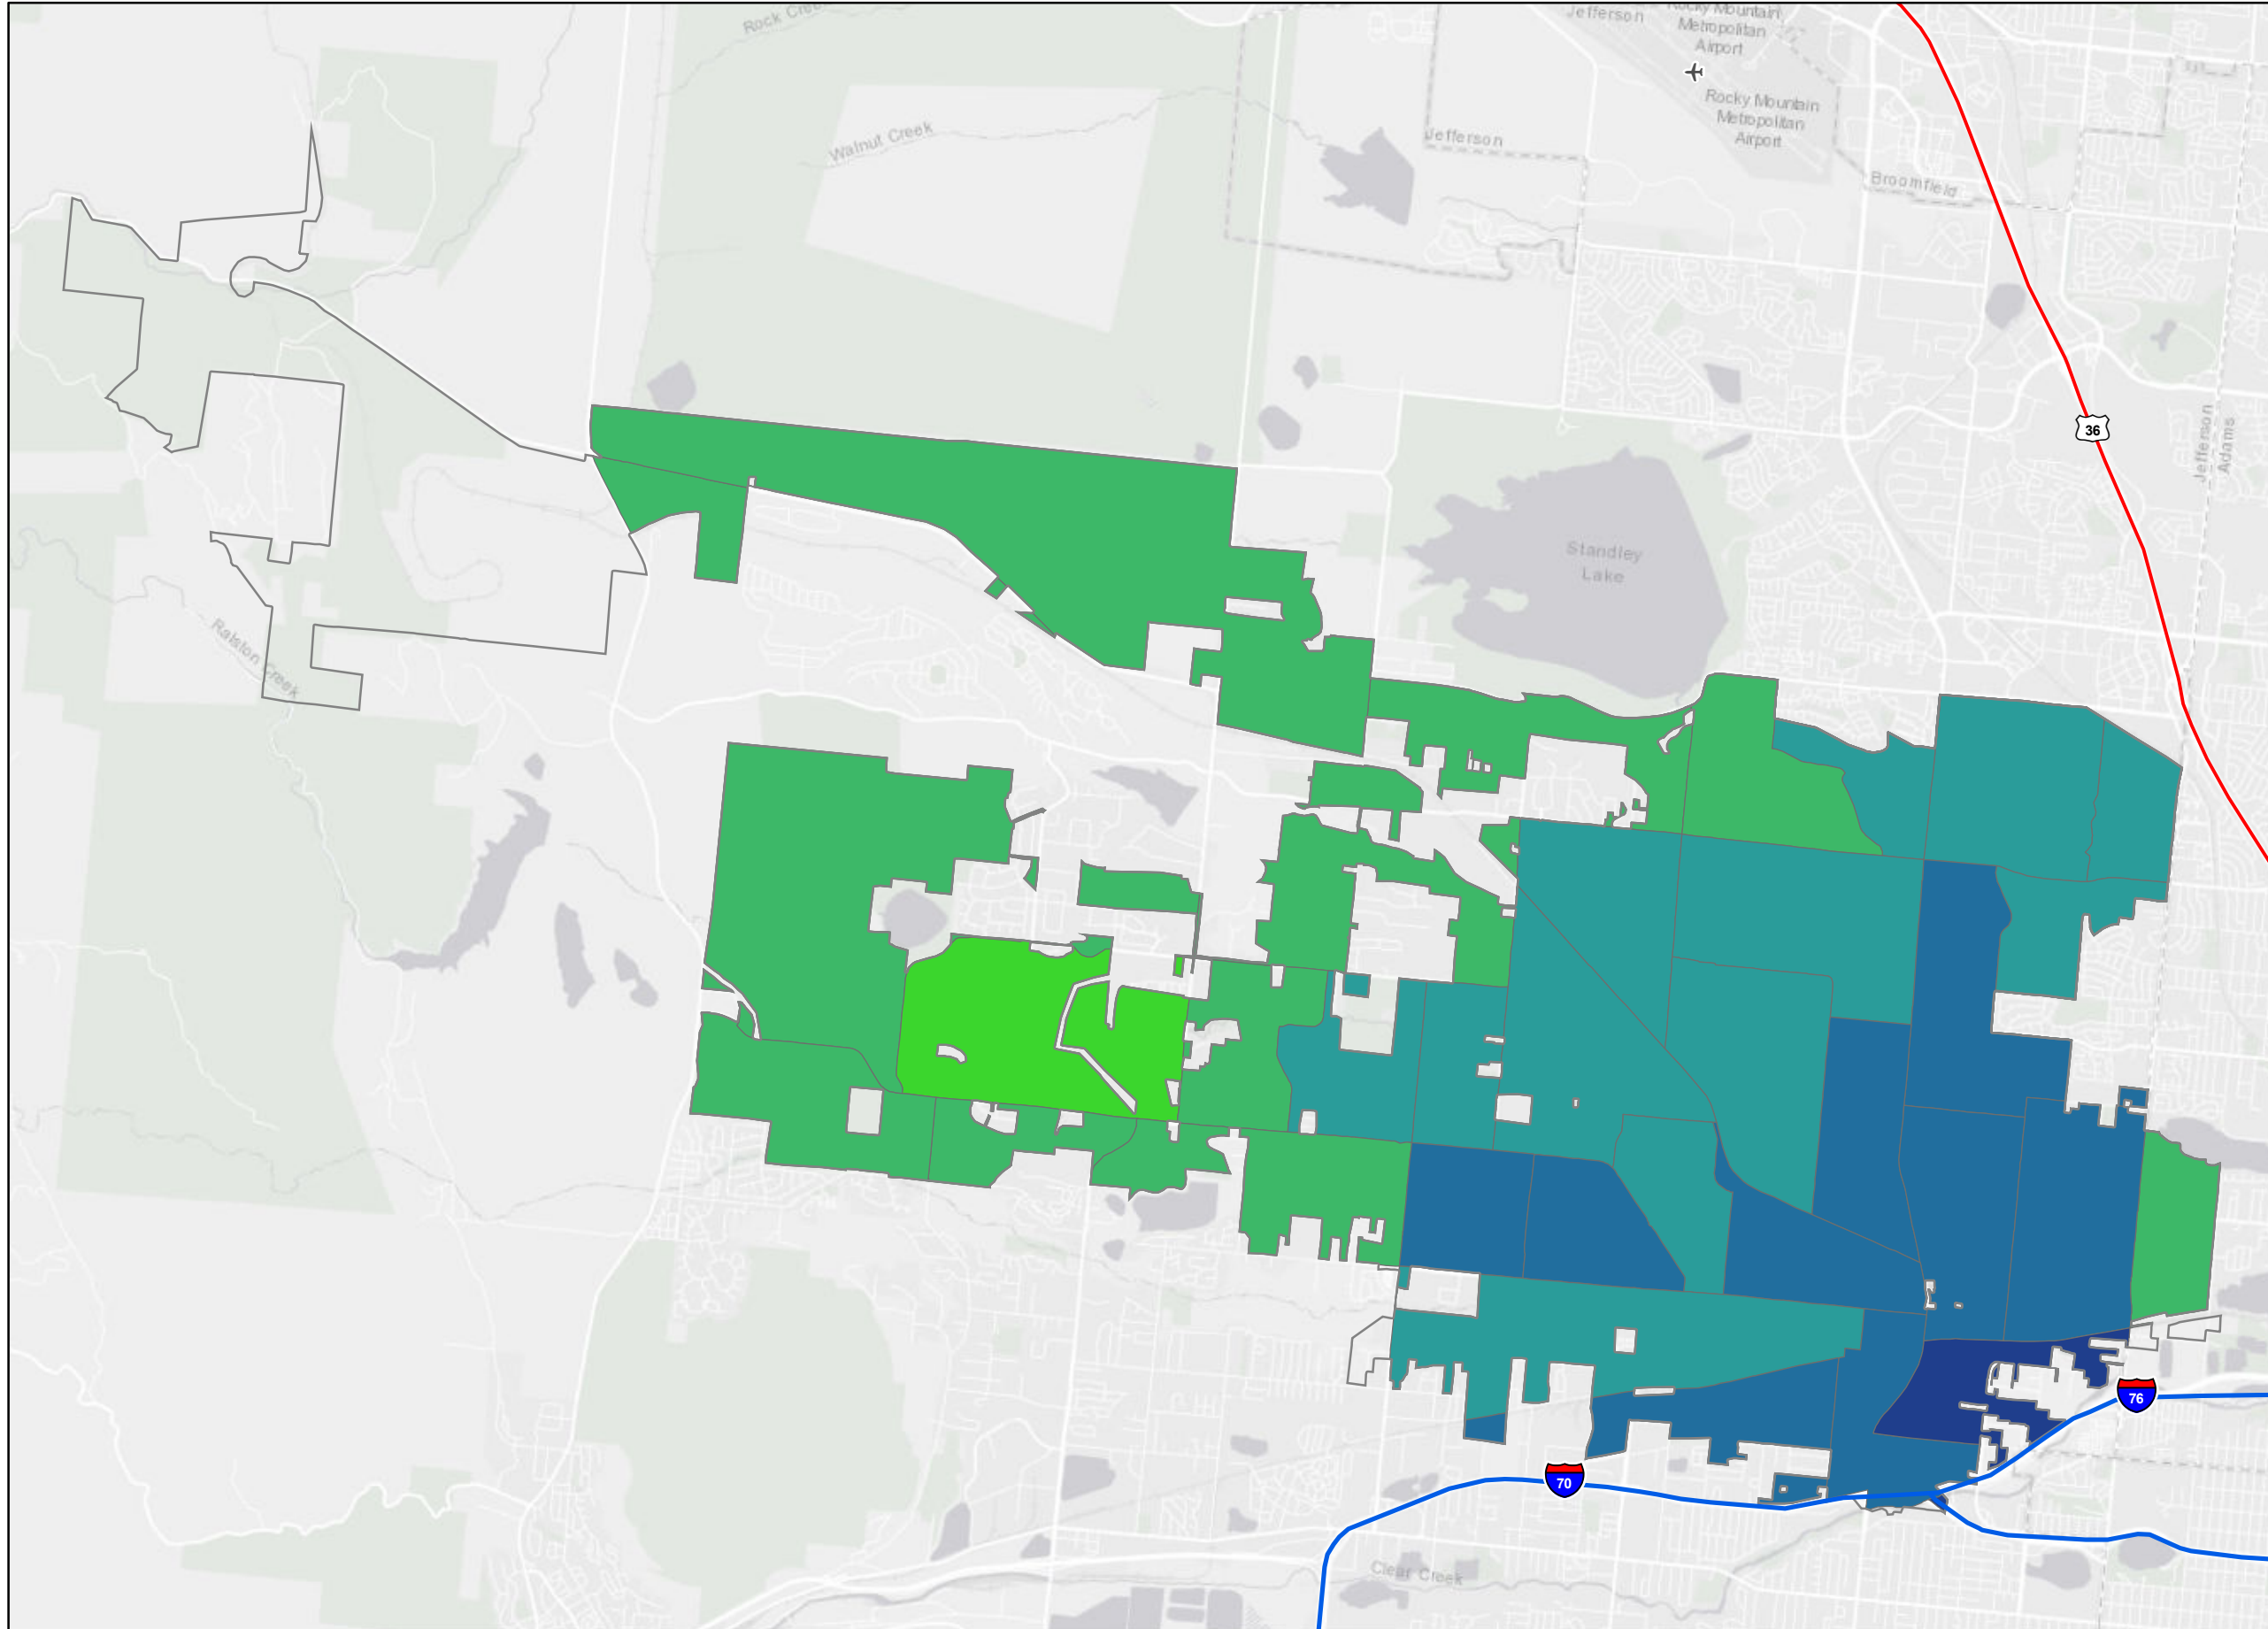 Rock Creek
Jefferson
Rocky Mountain
Metropolitan
Airport
Rocky Mountain
Metropolitan
Airport
Walnut Creek
Jefferson
Broomfield
36
Jefferson
Adams
Standley
Lake
Ralston Creek
76
70
Clear Creek